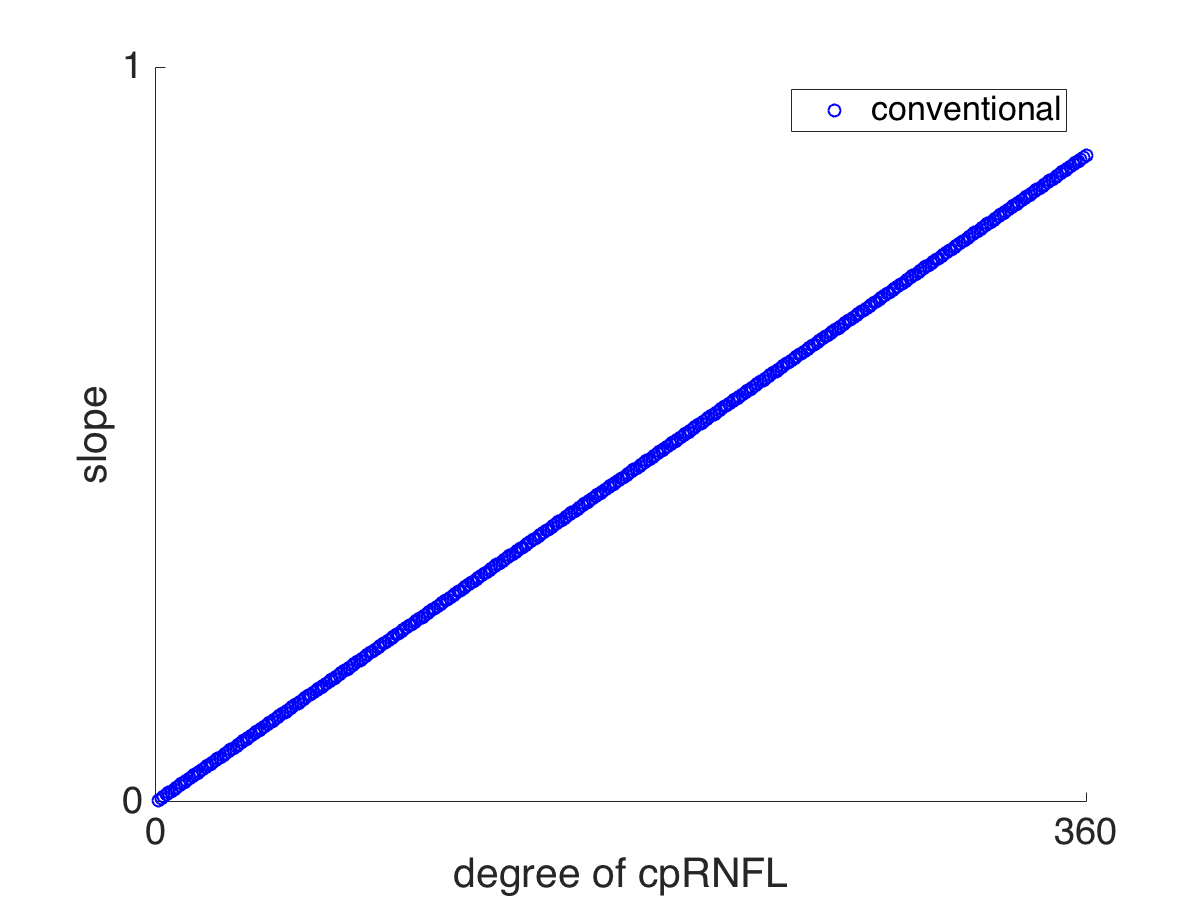 1
conventional
slope
0
0 360
degree of cpRNFL